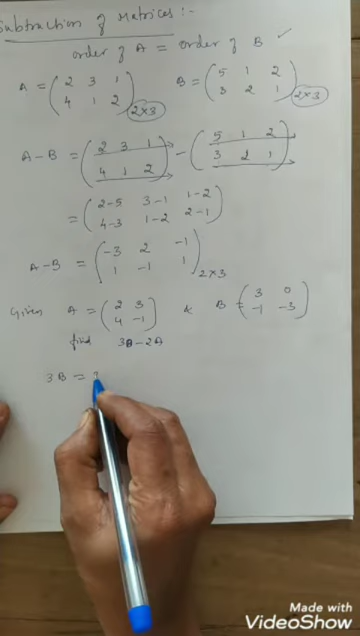 Subtraction of Matrices :-
order of A = order of B ✓
A = (2 3 1 / 4 1 2) 2×3 B = (5 1 2 / 3 2 1) 2×3
A-B = (2 3 1 / 4 1 2) - (5 1 2 / 3 2 1)
= (2-5 3-1 1-2 / 4-3 1-2 2-1)
A-B = (-3 2 -1 / 1 -1 1) 2×3
Given A = (2 3 / 4 -1) & B = (3 0 / -1 -3)
find 3B-2A
3B =
Made with
VideoShow